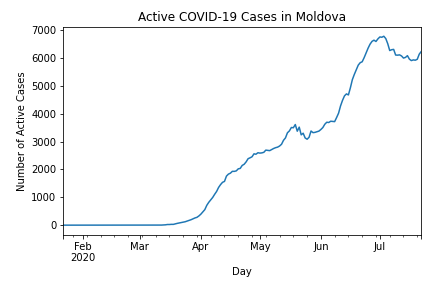 Active COVID-19 Cases in Moldova
Number of Active Cases
7000
6000
5000
4000
3000
2000
1000
0
Feb Mar Apr May Jun Jul
2020
Day